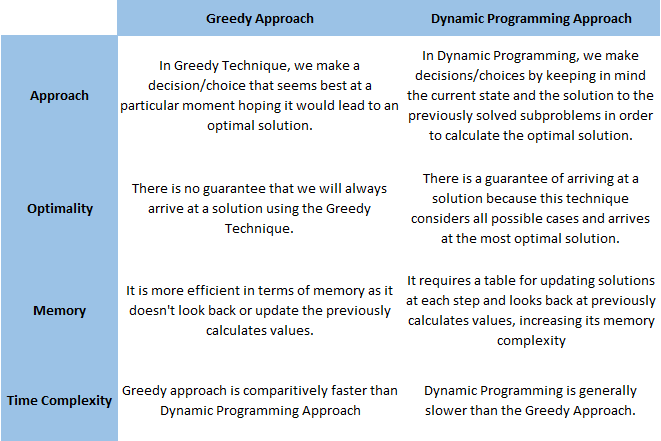 Greedy Approach
Dynamic Programming Approach
Approach
In Greedy Technique, we make a
decision/choice that seems best at a
particular moment hoping it would lead to an
optimal solution.
In Dynamic Programming, we make
decisions/choices by keeping in mind
the current state and the solution to the
previously solved subproblems in order
to calculate the optimal solution.
Optimality
There is no guarantee that we will always
arrive at a solution using the Greedy
Technique.
There is a guarantee of arriving at a
solution because this technique
considers all possible cases and arrives
at the most optimal solution.
Memory
It is more efficient in terms of memory as it
doesn't look back or update the previously
calculates values.
It requires a table for updating solutions
at each step and looks back at previously
calculates values, increasing its memory
complexity
Time Complexity
Greedy approach is comparitively faster than
Dynamic Programming Approach
Dynamic Programming is generally
slower than the Greedy Approach.